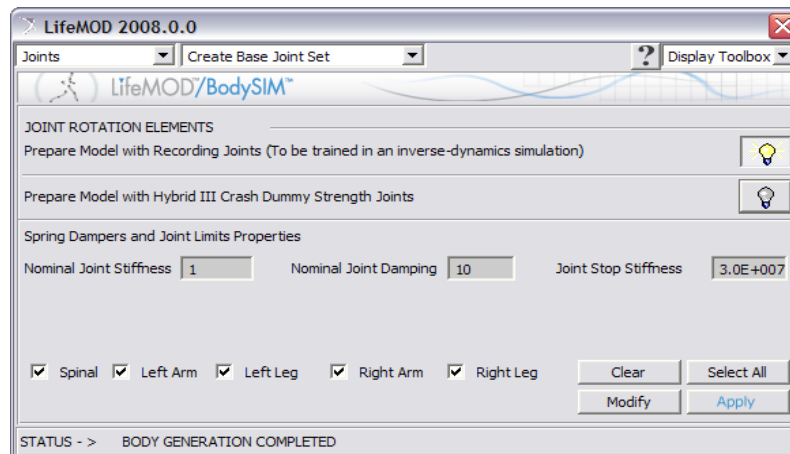 LifeMOD 2008.0.0
Joints Create Base Joint Set ? Display Toolbox
LifeMOD™/BodySIM™
JOINT ROTATION ELEMENTS
Prepare Model with Recording Joints (To be trained in an inverse-dynamics simulation)
Prepare Model with Hybrid III Crash Dummy Strength Joints
Spring Dampers and Joint Limits Properties
Nominal Joint Stiffness 1 Nominal Joint Damping 10 Joint Stop Stiffness 3.0E+007
Spinal Left Arm Left Leg Right Arm Right Leg Clear Select All
Modify Apply
STATUS - > BODY GENERATION COMPLETED